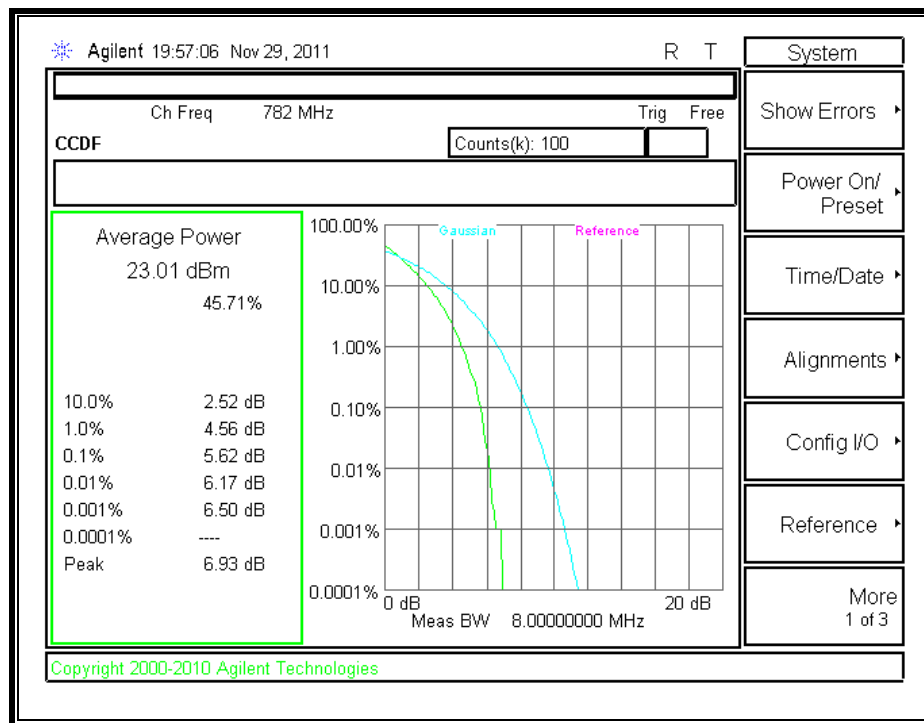 Agilent 19:57:06 Nov 29, 2011 R T
Ch Freq 782 MHz Trig Free
CCDF
Counts(k): 100
Average Power
23.01 dBm
45.71%
10.0% 2.52 dB
1.0% 4.56 dB
0.1% 5.62 dB
0.01% 6.17 dB
0.001% 6.50 dB
0.0001% ----
Peak 6.93 dB
Gaussian Reference
100.00%
10.00%
1.00%
0.10%
0.01%
0.001%
0.0001%
0 dB 20 dB
Meas BW 8.00000000 MHz
System
Show Errors
Power On/
Preset
Time/Date
Alignments
Config I/O
Reference
More
1 of 3
Copyright 2000-2010 Agilent Technologies